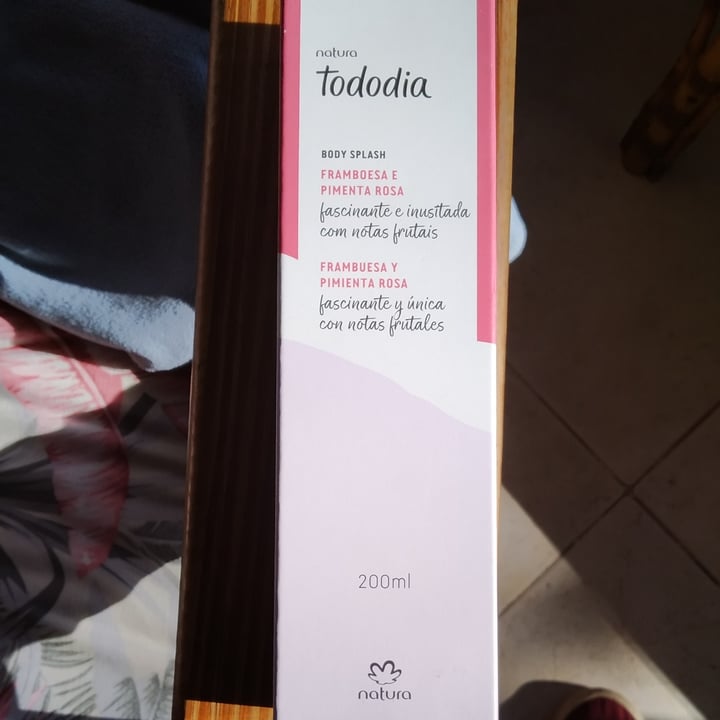 natura
Tododia
BODY SPLASH
FRAMBOESA E
PIMENTA ROSA
fascinante e inusitada
com notas frutais
FRAMBUESA Y
PIMIENTA ROSA
fascinante y única
con notas frutales
200ml
natura